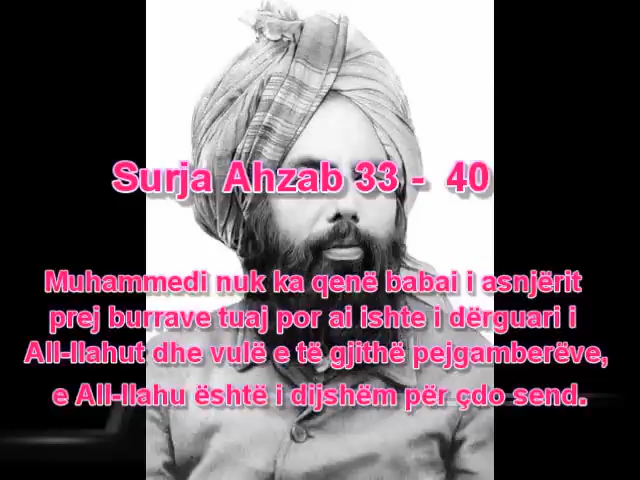 Surja Ahzab 33 - 40
Muhammedi nuk ka qenë babai i asnjërit
prej burrave tuaj por ai ishte i dërguari i
All-llahut dhe vulë e të gjithë pejgamberëve,
e All-llahu është i dijshëm për çdo send.